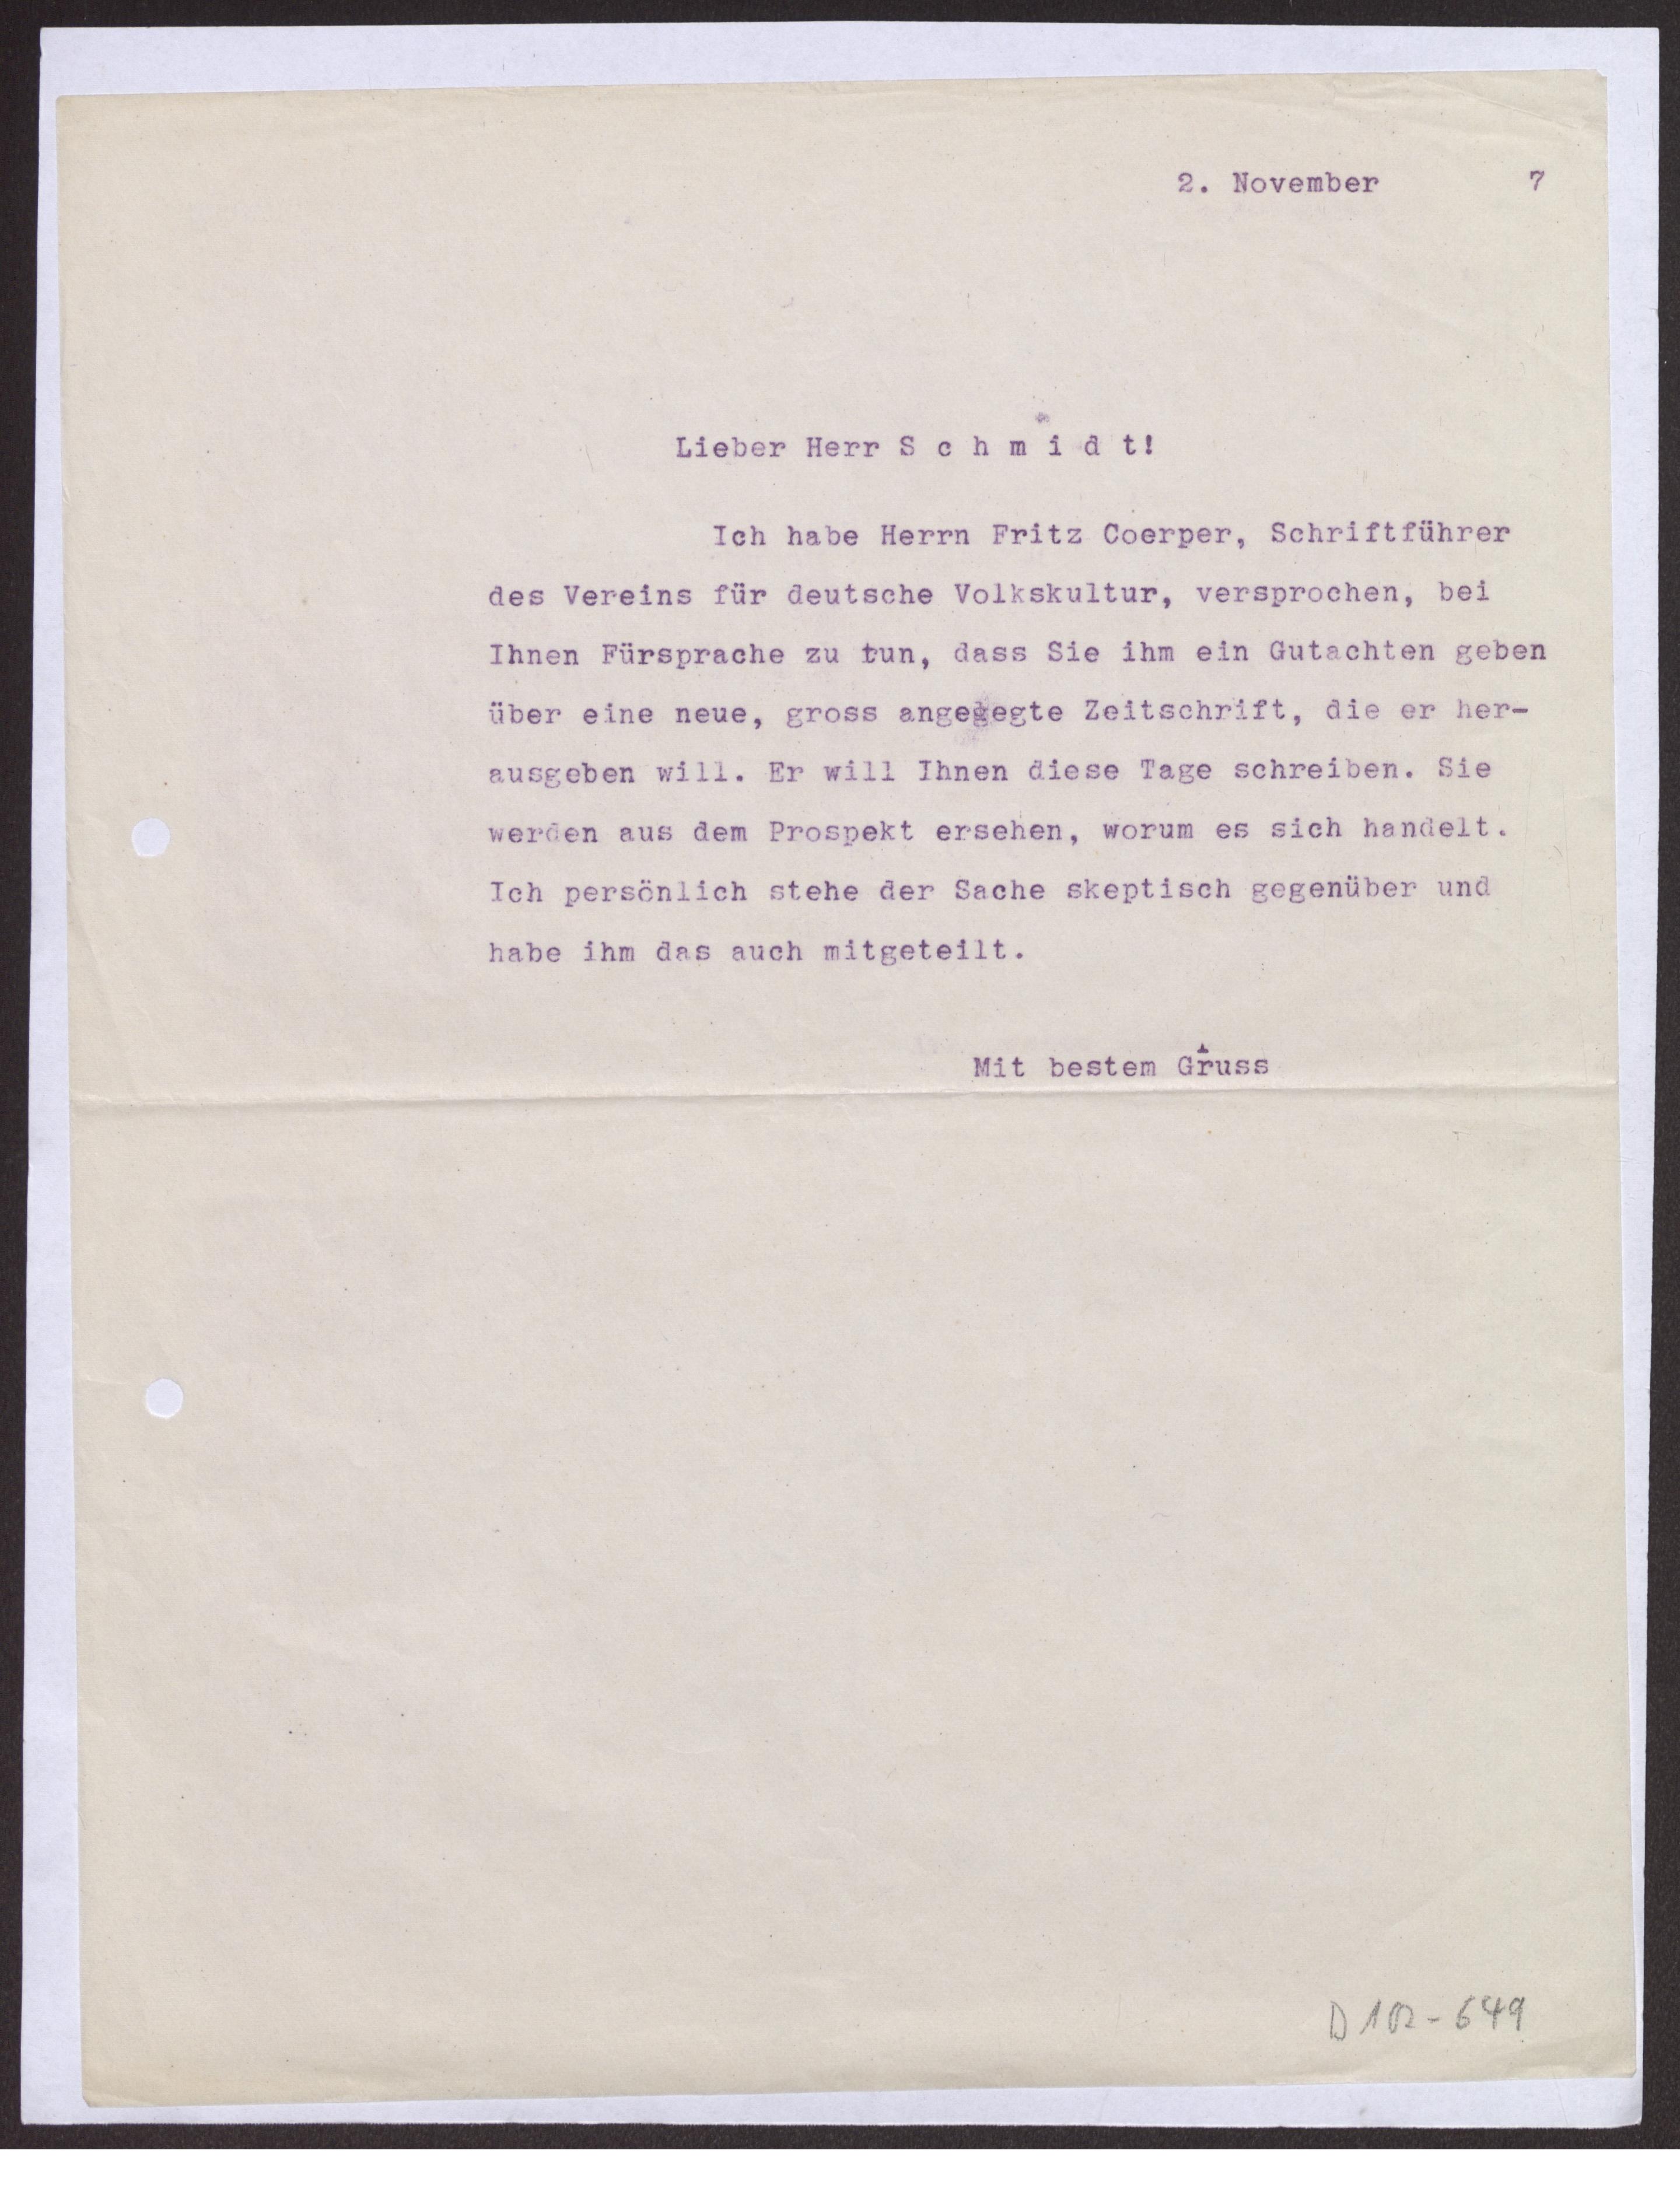 2. November 7
Lieber Herr S c h m i d t!
Ich habe Herrn Fritz Coerper, Schriftführer
des Vereins für deutsche Volkskultur, versprochen, bei
Ihnen Fürsprache zu tun, dass Sie ihm ein Gutachten geben
über eine neue, gross angegegte Zeitschrift, die er her-
ausgeben will. Er will Ihnen diese Tage schreiben. Sie
werden aus dem Prospekt ersehen, worum es sich handelt.
Ich persönlich stehe der Sache skeptisch gegenüber und
habe ihm das auch mitgeteilt.
Mit bestem Gruss
D 102-649